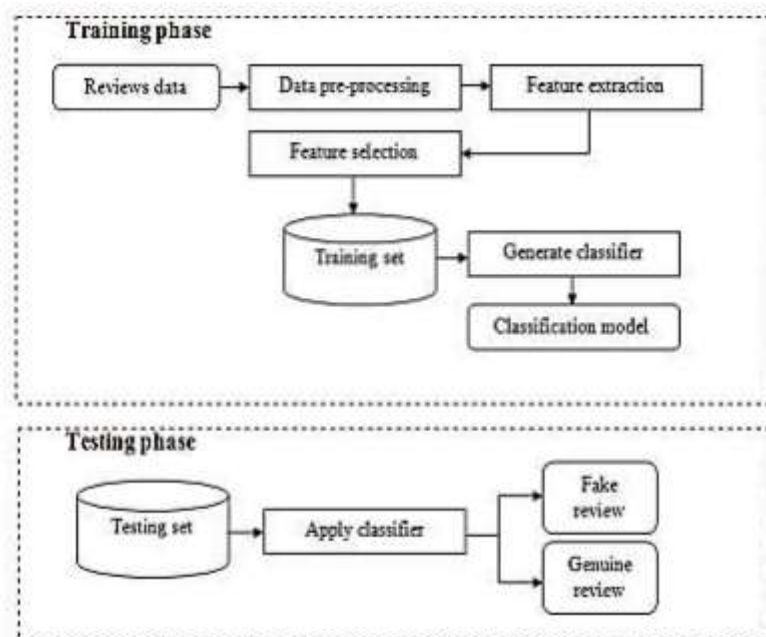 Training phase
Reviews data
Data pre-processing
Feature extraction
Feature selection
Training set
Generate classifier
Classification model
Testing phase
Testing set
Apply classifier
Fake
review
Genuine
review